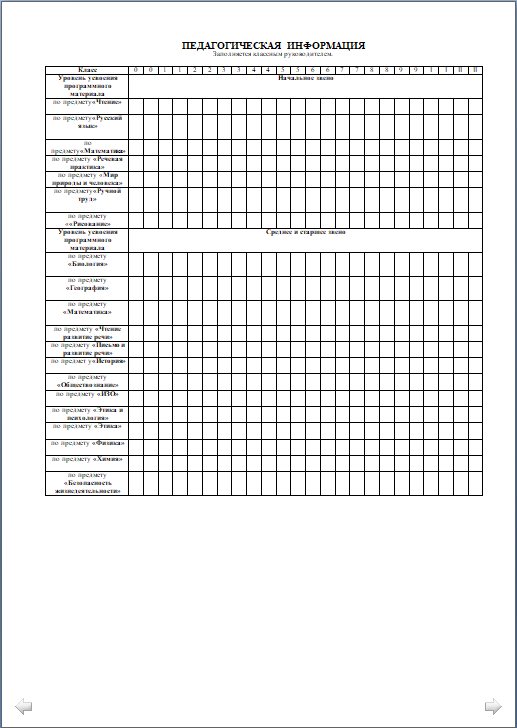 ПЕДАГОГИЧЕСКАЯ ИНФОРМАЦИЯ
Заполняется классным руководителем.
Класс 0 0 1 1 2 2 3 3 4 4 5 5 6 6 7 7 8 8 9 9 1 1 II II
Уровень усвоения
программного
материала
Начальное звено
по предмету«Чтение»
по предмету«Русский
язык»
по
предмету«Математика»
по предмету «Речевая
практика»
по предмету «Мир
природы и человека»
по предмету«Ручной
труд»
по предмету
««Рисование»
Уровень усвоения
программного
материала
Среднее и старшее звено
по предмету
«Биология»
по предмету
«География»
по предмету
«Математика»
по предмету «Чтение
развитие речи»
по предмету «Письмо и
развитие речи»
по предмет у«История»
по предмету
«Обществознание»
по предмету «ИЗО»
по предмету «Этика и
психология»
по предмету «Этика»
по предмету «Физика»
по предмету «Химия»
по предмету
«Безопасность
жизнедеятельности»